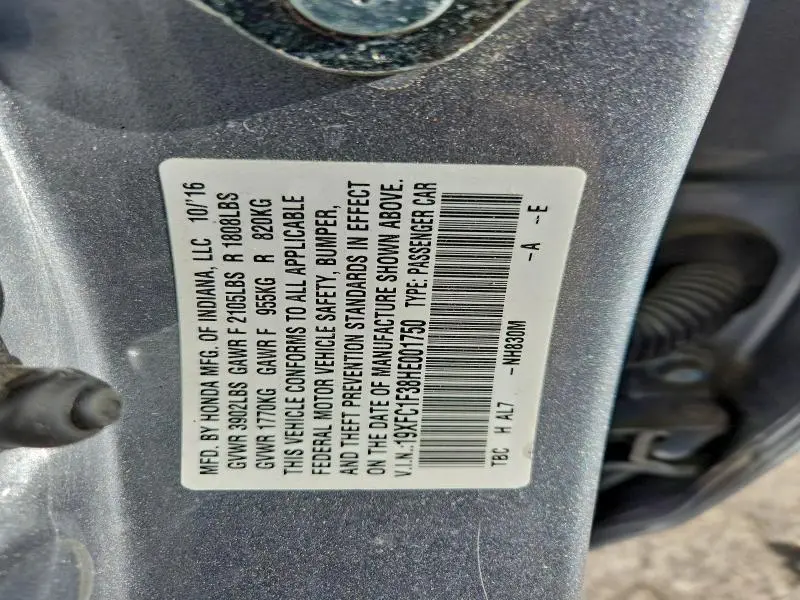 MFD. BY HONDA MFG. OF INDIANA, LLC 10/'16
GVWR 3902LBS GAWR F 2105LBS R 1808LBS
GVWR 1770KG GAWR F 955KG R 820KG
THIS VEHICLE CONFORMS TO ALL APPLICABLE
FEDERAL MOTOR VEHICLE SAFETY, BUMPER,
AND THEFT PREVENTION STANDARDS IN EFFECT
ON THE DATE OF MANUFACTURE SHOWN ABOVE.
V.I.N.:19XFC1F38HE001750 TYPE: PASSENGER CAR
TBC H AL7 -NH830M -A -E